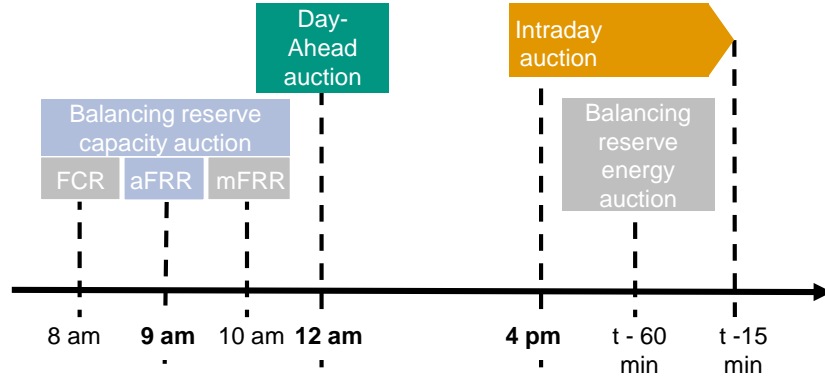 Day-
Ahead
auction
Intraday
auction
Balancing reserve
capacity auction
FCR
aFRR
mFRR
Balancing
reserve
energy
auction
8 am
9 am
10 am
12 am
4 pm
t - 60
min
t -15
min